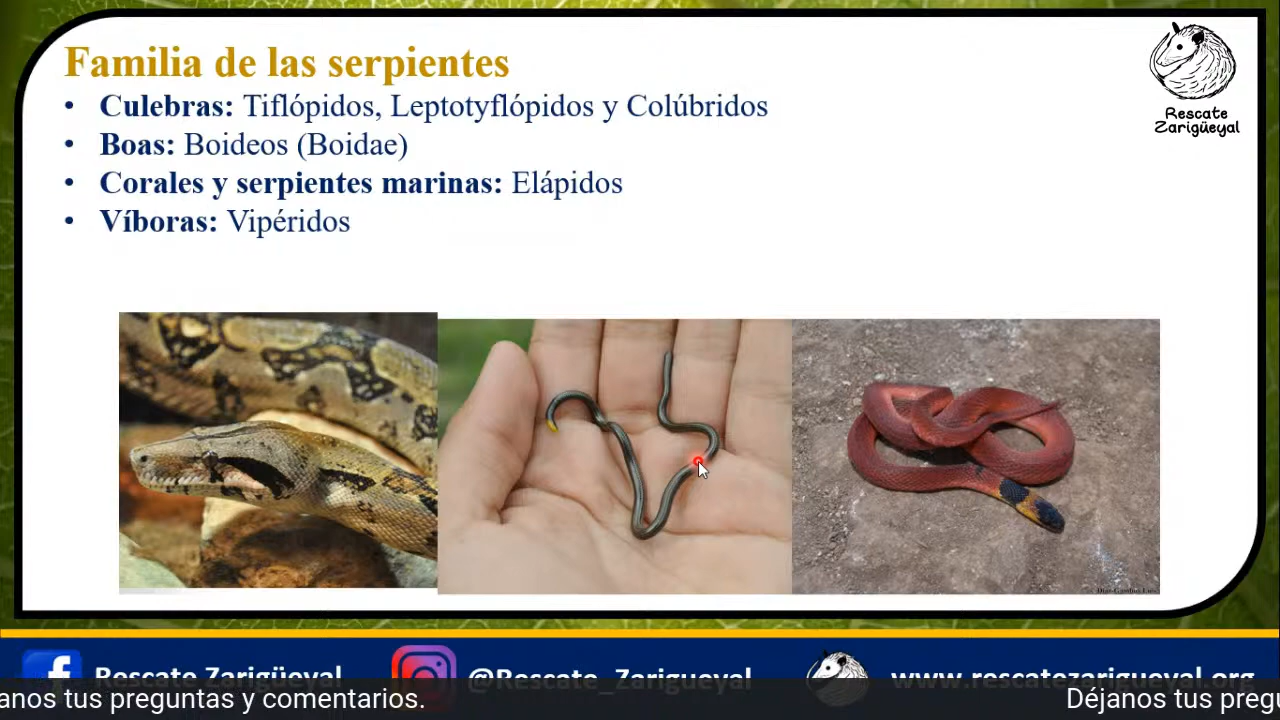 Familia de las serpientes
• Culebras: Tiflópidos, Leptotyflópidos y Colúbridos
• Boas: Boideos (Boidae)
• Corales y serpientes marinas: Elápidos
• Víboras: Vipéridos
Rescate
Zarigüeyal
Rescate Zarigüeyal
@Rescate_Zarigueyal
www.rescatezarigueyal.org
anos tus preguntas y comentarios.
Déjanos tus pregu